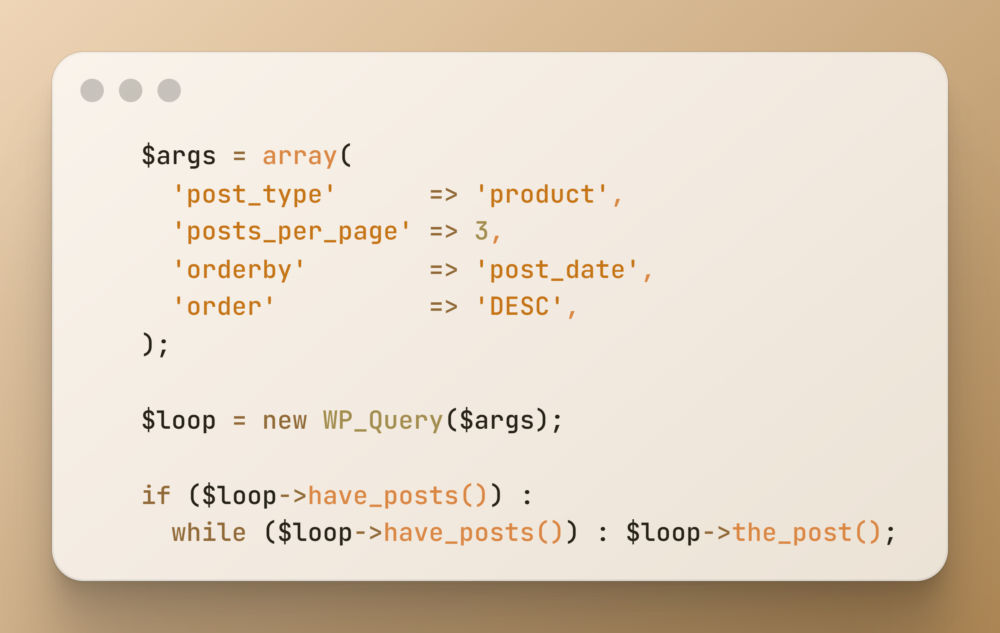 $args = array(
  'post_type'      => 'product',
  'posts_per_page' => 3,
  'orderby'        => 'post_date',
  'order'          => 'DESC',
);

$loop = new WP_Query($args);

if ($loop->have_posts()) :
  while ($loop->have_posts()) : $loop->the_post();